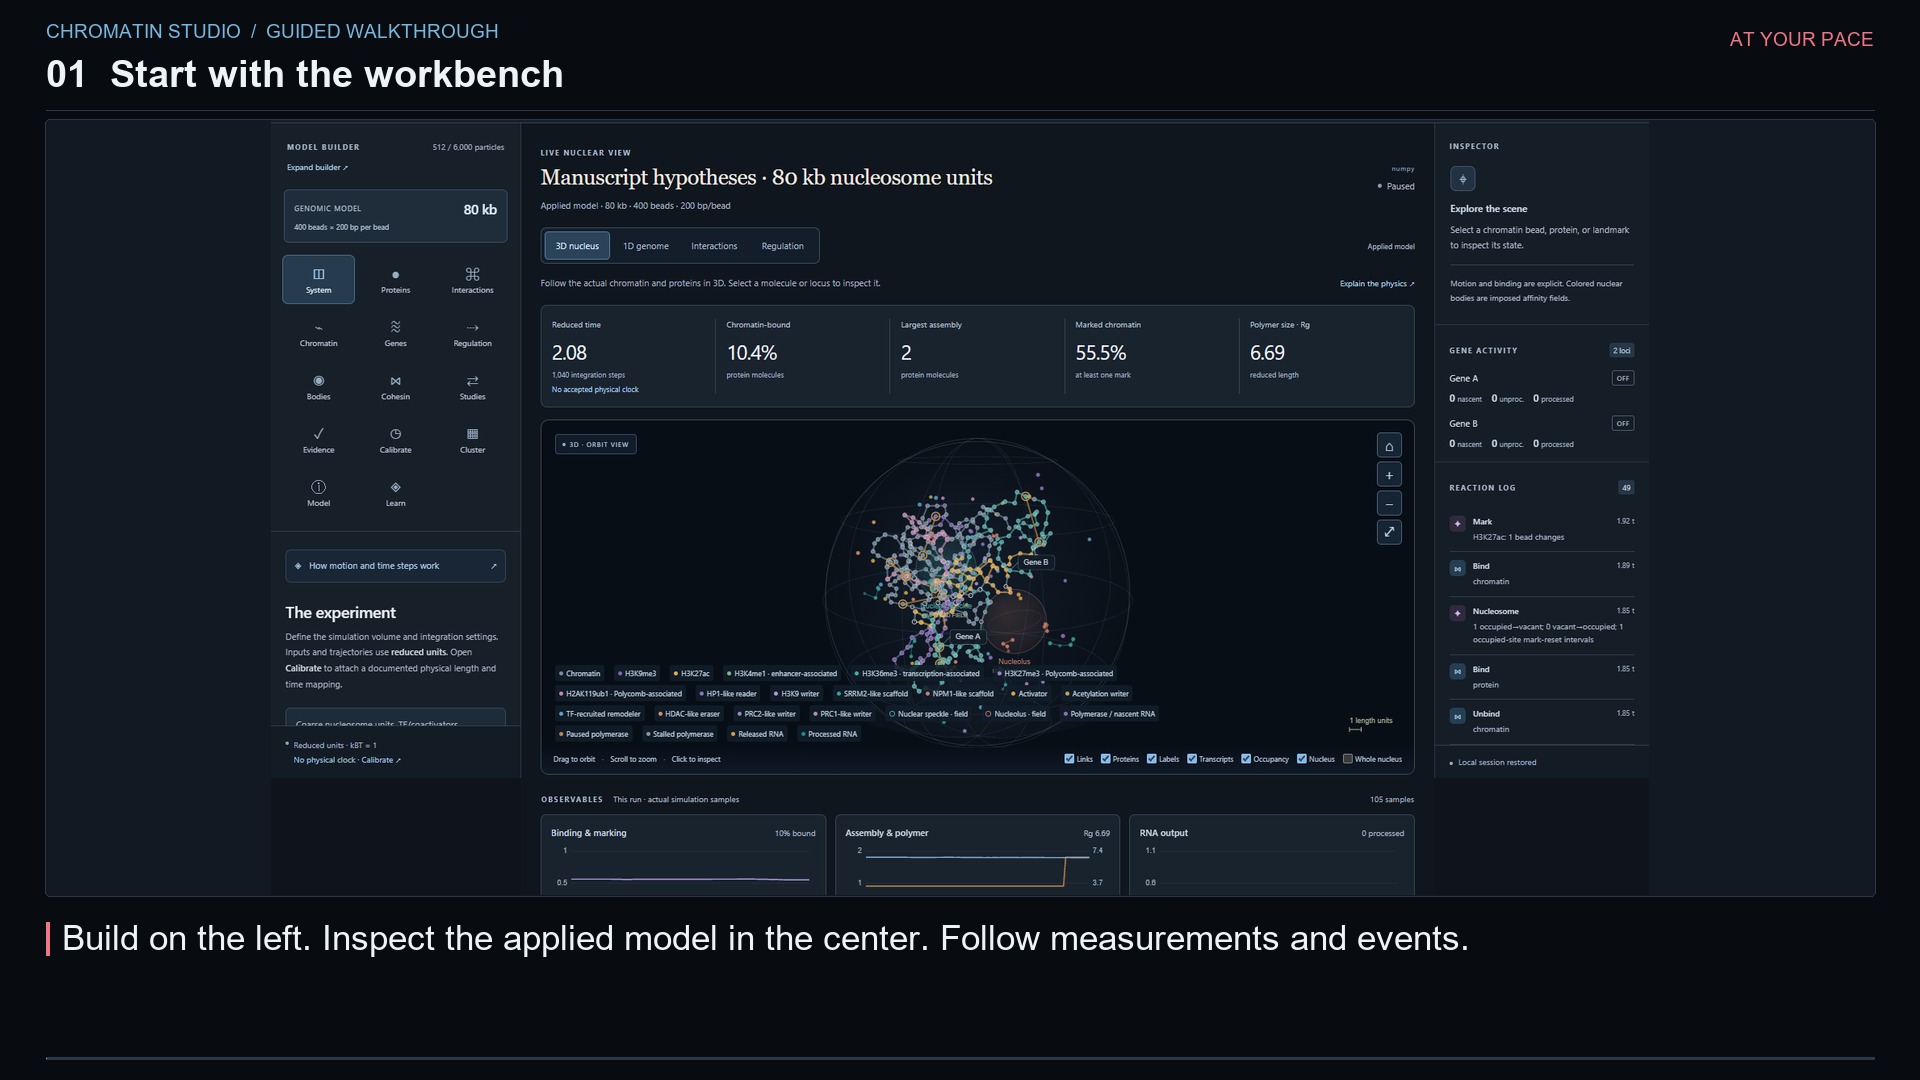 CHROMATIN STUDIO / GUIDED WALKTHROUGH
AT YOUR PACE
01 Start with the workbench
MODEL BUILDER
512 / 6,000 particles
Expand builder ↗
GENOMIC MODEL
80 kb
400 beads = 200 bp per bead
System
Proteins
Interactions
Chromatin
Genes
Regulation
Bodies
Cohesin
Studies
Evidence
Calibrate
Cluster
Model
Learn
How motion and time steps work ↗
The experiment
Define the simulation volume and integration settings.
Inputs and trajectories use reduced units. Open
Calibrate to attach a documented physical length and
time mapping.
Coarse nucleosome units, TF/coactivators
Reduced units · kBT = 1
No physical clock · Calibrate ↗
LIVE NUCLEAR VIEW
Manuscript hypotheses · 80 kb nucleosome units
numpy
Paused
Applied model · 80 kb · 400 beads · 200 bp/bead
3D nucleus
1D genome
Interactions
Regulation
Applied model
Follow the actual chromatin and proteins in 3D. Select a molecule or locus to inspect it.
Explain the physics ↗
Reduced time
2.08
1,040 integration steps
No accepted physical clock
Chromatin-bound
10.4%
protein molecules
Largest assembly
2
protein molecules
Marked chromatin
55.5%
at least one mark
Polymer size · Rg
6.69
reduced length
3D · ORBIT VIEW
Gene B
Gene A
Nucleolus
Chromatin
H3K9me3
H3K27ac
H3K4me1 · enhancer-associated
H3K36me3 · transcription-associated
H3K27me3 · Polycomb-associated
H2AK119ub1 · Polycomb-associated
HP1-like reader
H3K9 writer
SRRM2-like scaffold
NPM1-like scaffold
Activator
Acetylation writer
TF-recruited remodeler
HDAC-like eraser
PRC2-like writer
PRC1-like writer
Nuclear speckle · field
Nucleolus · field
Polymerase / nascent RNA
Paused polymerase
Stalled polymerase
Released RNA
Processed RNA
1 length units
Drag to orbit · Scroll to zoom · Click to inspect
Links
Proteins
Labels
Transcripts
Occupancy
Nucleus
Whole nucleus
OBSERVABLES This run · actual simulation samples
105 samples
Binding & marking
10% bound
1
0.5
Assembly & polymer
Rg 6.69
2
7.4
1
3.7
RNA output
0 processed
1.1
0.6
INSPECTOR
Explore the scene
Select a chromatin bead, protein, or landmark
to inspect its state.
Motion and binding are explicit. Colored nuclear
bodies are imposed affinity fields.
GENE ACTIVITY
2 loci
Gene A
OFF
0 nascent 0 unproc. 0 processed
Gene B
OFF
0 nascent 0 unproc. 0 processed
REACTION LOG
49
Mark
1.92 t
H3K27ac: 1 bead changes
Bind
1.89 t
chromatin
Nucleosome
1.85 t
1 occupied→vacant; 0 vacant→occupied; 1
occupied-site mark-reset intervals
Bind
1.85 t
protein
Unbind
1.85 t
chromatin
Local session restored
Build on the left. Inspect the applied model in the center. Follow measurements and events.